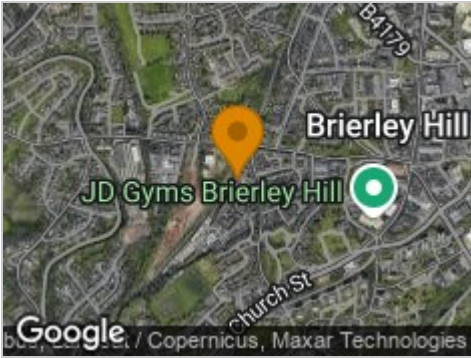 B4179
Brierley Hill
JD Gyms Brierley Hill
Church St
Google
/ Copernicus, Maxar Technologies